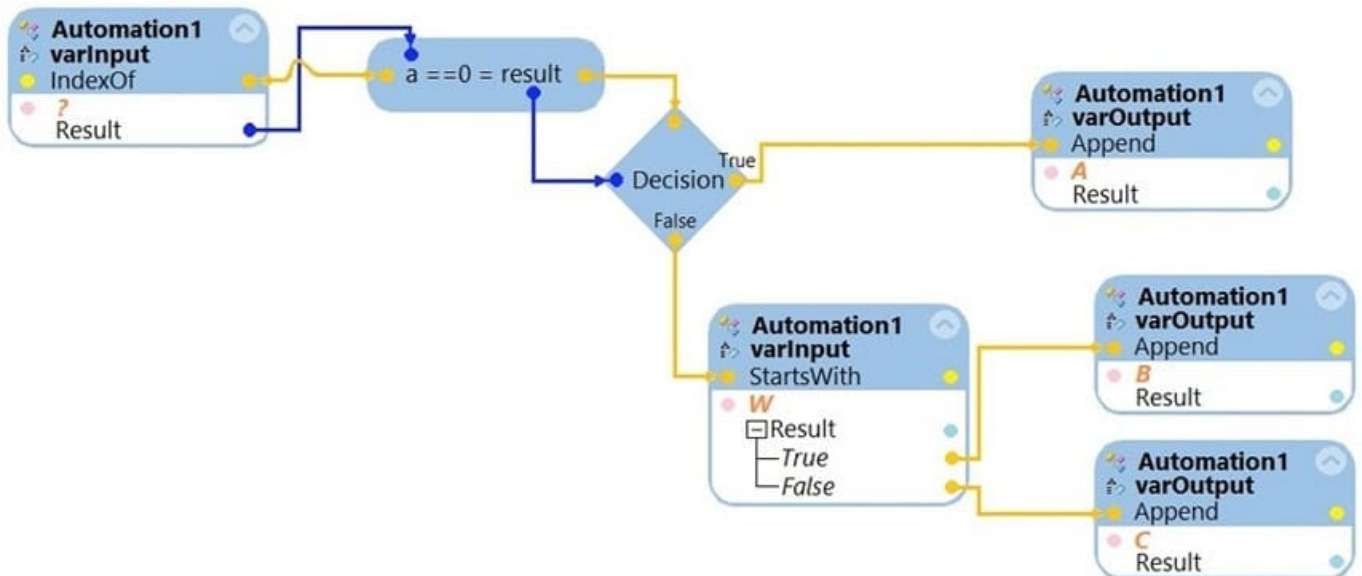 Automation1
varInput
IndexOf
?
Result
a ==0 = result
Decision
True
False
Automation1
varOutput
Append
A
Result
Automation1
varInput
StartsWith
W
Result
True
False
Automation1
varOutput
Append
B
Result
Automation1
varOutput
Append
C
Result